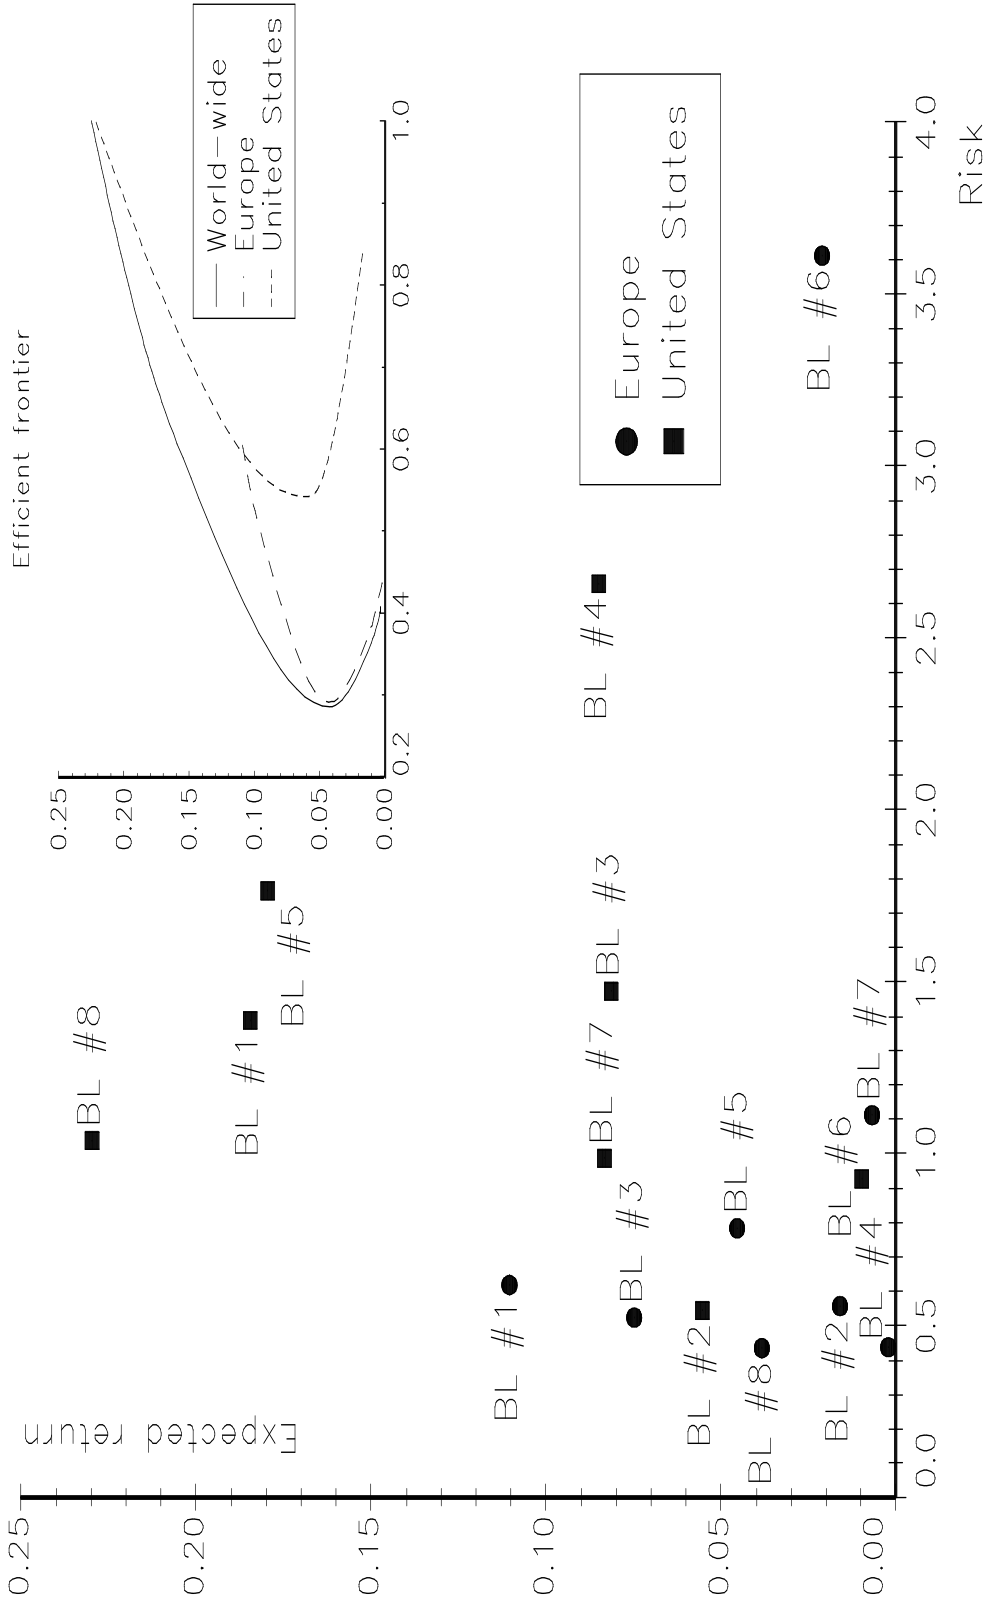 Efficient frontier
World-wide
Europe
United States
0.25
0.20
0.10
0.05
0.00
0.2
0.4
0.6
0.8
1.0
Expected
return
0.25
0.20
0.15
0.10
0.05
0.00
BL #8
BL #1
BL #5
BL #1
BL #3
BL #7
BL #3
BL #4
BL #2
BL #5
BL #8
BL #2
BL #6
BL #4
BL #7
BL #6
Europe
United States
0.0
0.5
1.0
1.5
2.0
2.5
3.0
3.5
4.0
Risk